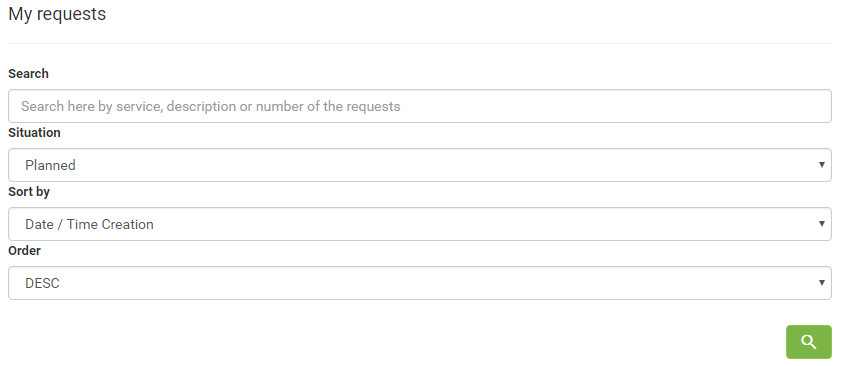 My requests
Search
Search here by service, description or number of the requests
Situation
Planned
Sort by
Date / Time Creation
Order
DESC